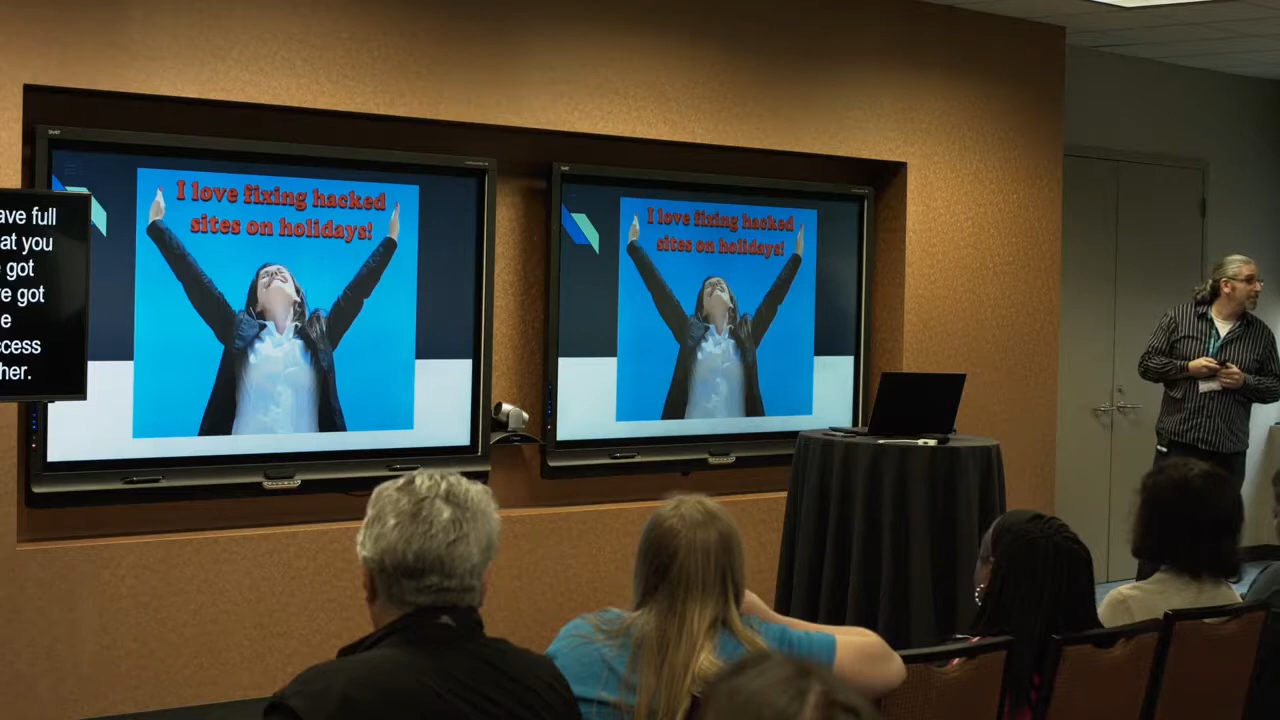 ave full
at you
got
e got
e
ccess
her.
I love fixing hacked
sites on holidays!
I love fixing hacked
sites on holidays!